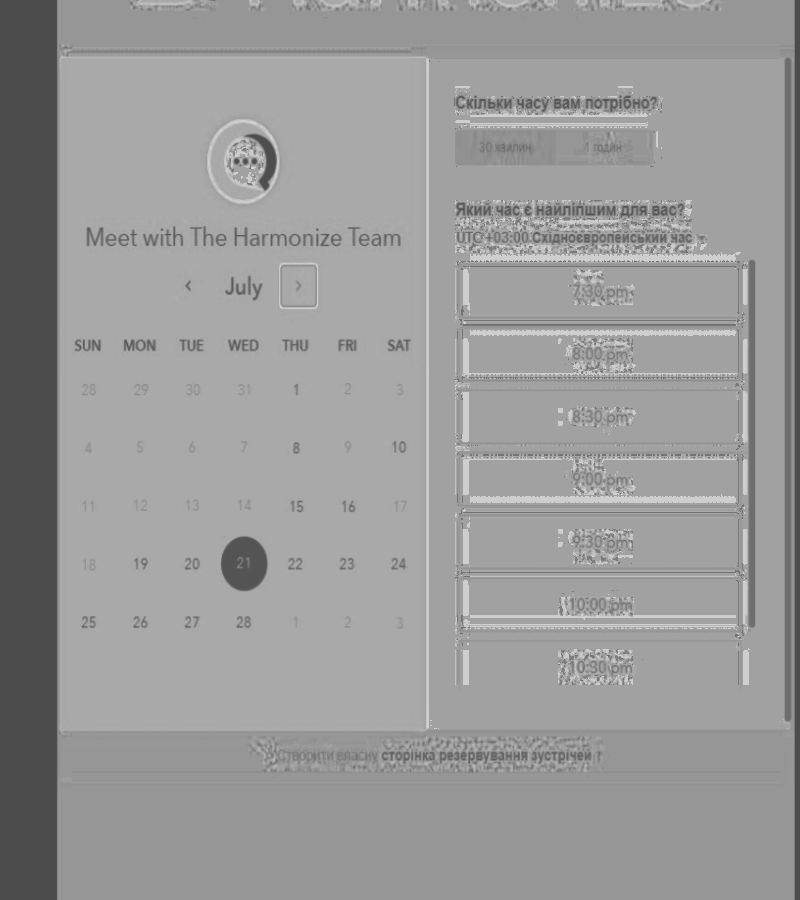 Meet with The Harmonize Team
‹ July ›
SUN MON TUE WED THU FRI SAT
28 29 30 31 1 2 3
4 5 6 7 8 9 10
11 12 13 14 15 16 17
18 19 20 21 22 23 24
25 26 27 28 1 2 3
Скільки часу вам потрібно?
30 хвилин 1 годин
Який час є найліпшим для вас?
UTC +03:00 Східноєвропейський час
7:30 pm
8:00 pm
8:30 pm
9:00 pm
9:30 pm
10:00 pm
10:30 pm
Створити власну сторінка резервування зустрічей